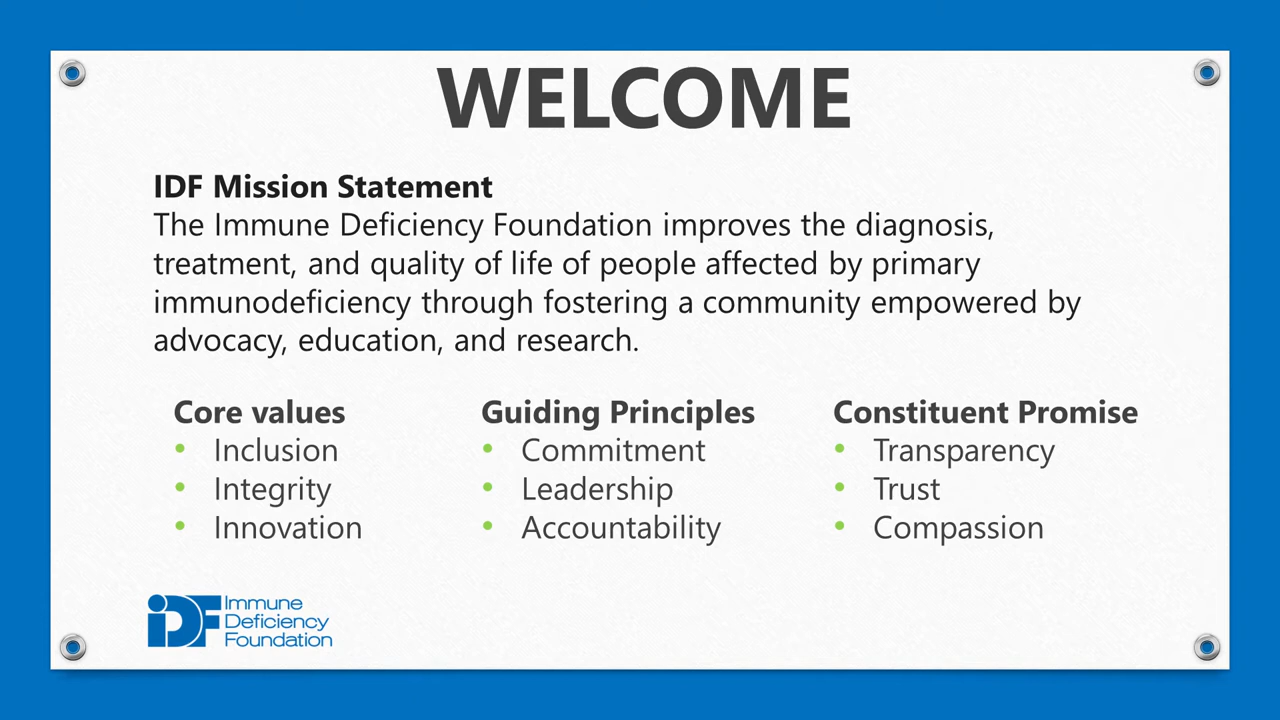 WELCOME
IDF Mission Statement
The Immune Deficiency Foundation improves the diagnosis,
treatment, and quality of life of people affected by primary
immunodeficiency through fostering a community empowered by
advocacy, education, and research.
Core values
• Inclusion
• Integrity
• Innovation
Guiding Principles
• Commitment
• Leadership
• Accountability
Constituent Promise
• Transparency
• Trust
• Compassion
iDF
Immune
Deficiency
Foundation